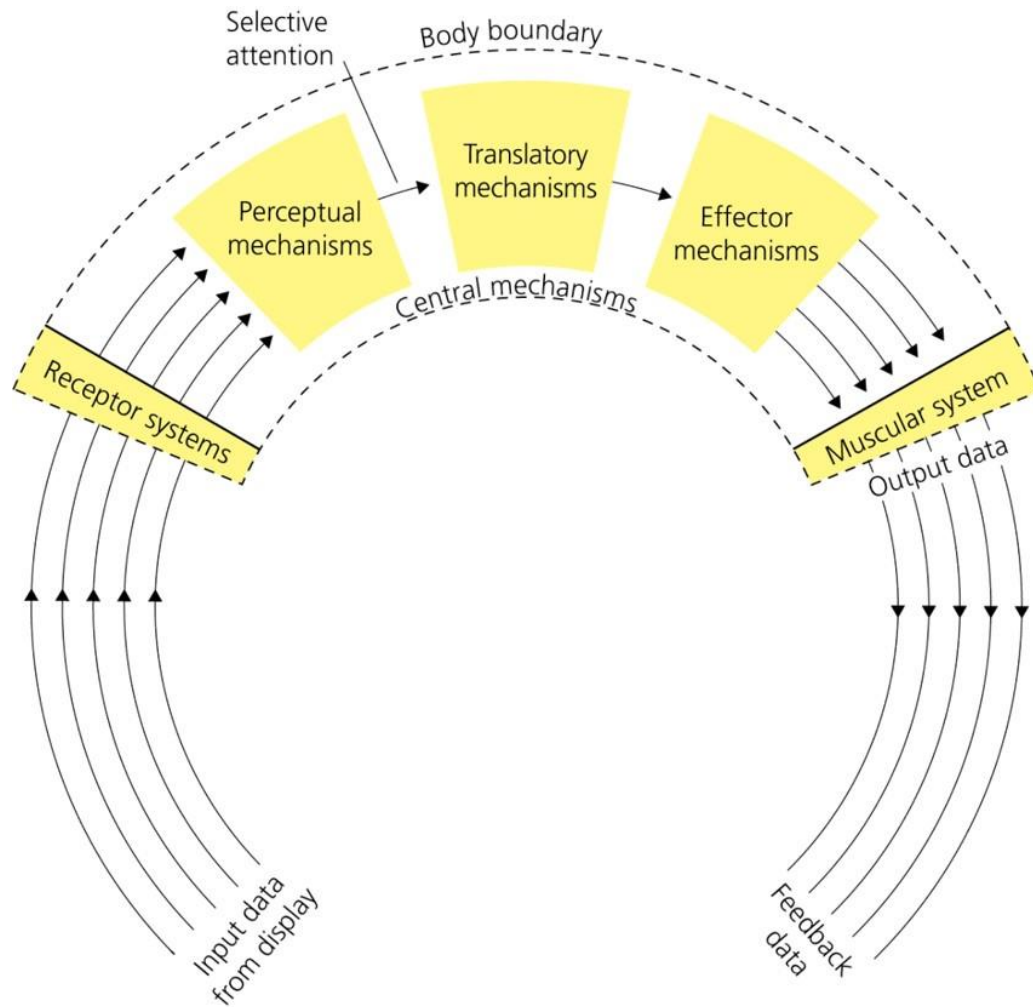 Selective
attention
Body boundary
Perceptual
mechanisms
Translatory
mechanisms
Effector
mechanisms
Central mechanisms
Receptor systems
Muscular system
Output data
Input data
from display
Feedback
data